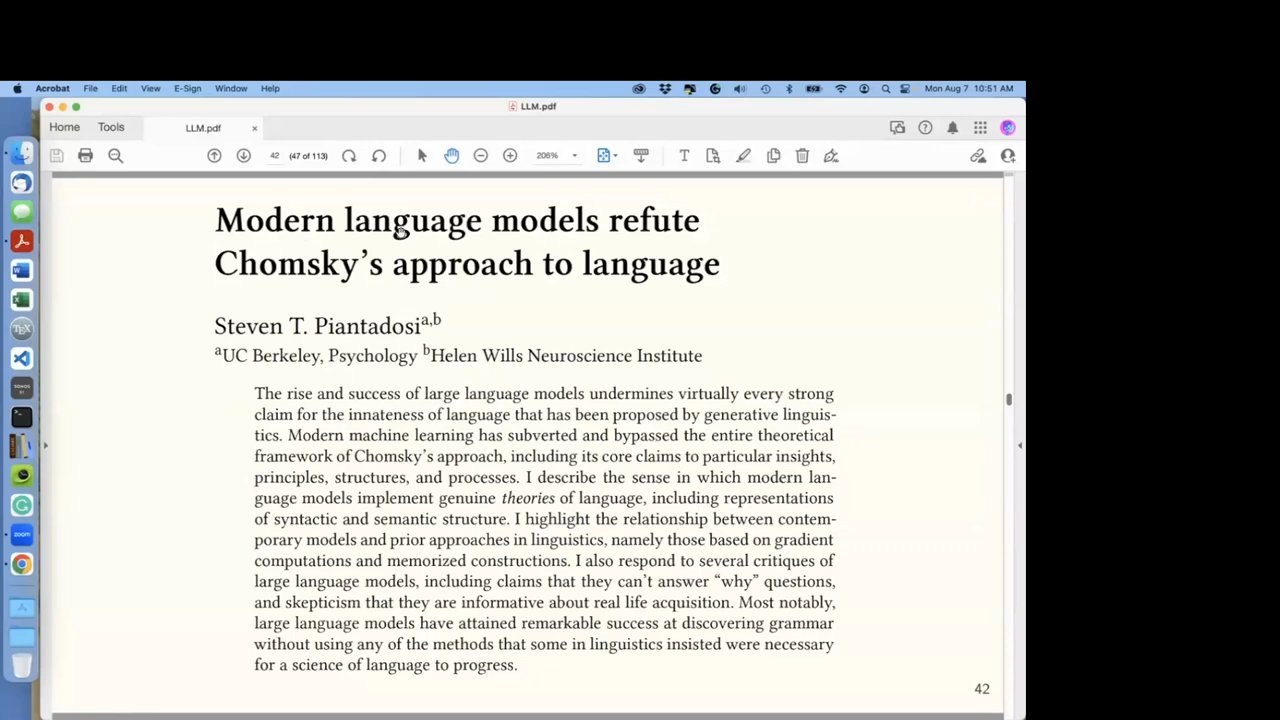 Acrobat File Edit View E-Sign Window Help Mon Aug 7 10:51 AM
LLM.pdf
Home Tools LLM.pdf ×
42 (47 of 113) 206%
Modern language models refute
Chomsky’s approach to language
Steven T. Piantadosia,b
aUC Berkeley, Psychology bHelen Wills Neuroscience Institute
The rise and success of large language models undermines virtually every strong
claim for the innateness of language that has been proposed by generative linguis-
tics. Modern machine learning has subverted and bypassed the entire theoretical
framework of Chomsky’s approach, including its core claims to particular insights,
principles, structures, and processes. I describe the sense in which modern lan-
guage models implement genuine theories of language, including representations
of syntactic and semantic structure. I highlight the relationship between contem-
porary models and prior approaches in linguistics, namely those based on gradient
computations and memorized constructions. I also respond to several critiques of
large language models, including claims that they can’t answer “why” questions,
and skepticism that they are informative about real life acquisition. Most notably,
large language models have attained remarkable success at discovering grammar
without using any of the methods that some in linguistics insisted were necessary
for a science of language to progress.
42
zoom